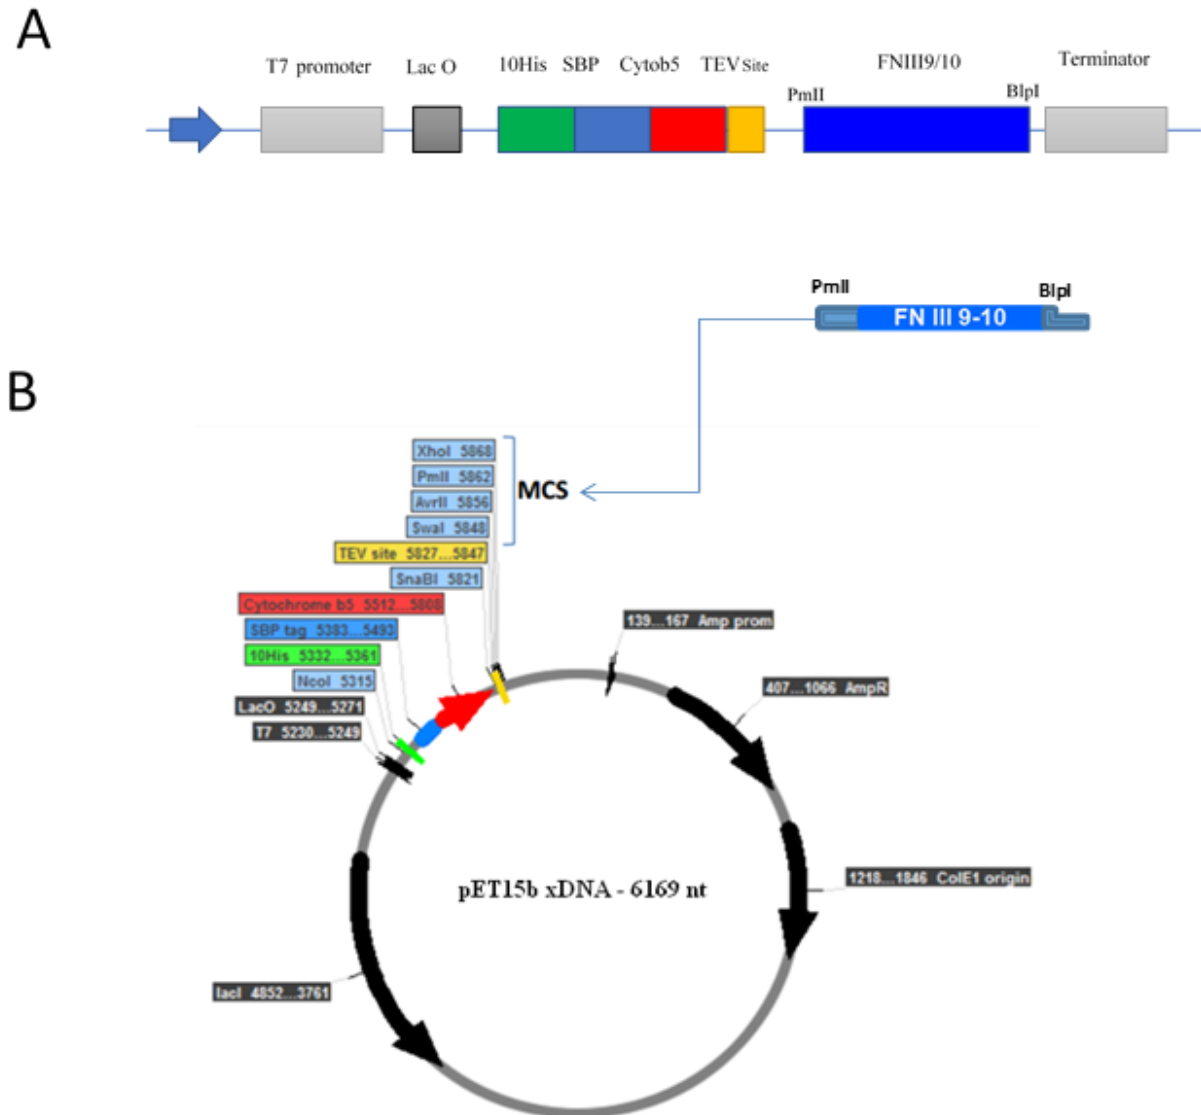 A
T7 promoter Lac O 10His SBP Cytob5 TEV Site FNIII9/10 Terminator
PmII BlpI
PmII BlpI
FN III 9-10
B
XhoI 5868
PmII 5862
AvrII 5856
SwaI 5848
MCS
TEV site 5827...5847
SnaBI 5821
Cytochrome b5 5512...5808
SBP tag 5383...5493
10His 5332...5361
NcoI 5315
LacO 5249...5271
T7 5230...5249
139...167 Amp prom
407...1066 AmpR
1218...1846 ColE1 origin
pET15b xDNA - 6169 nt
lacI 4852...3761